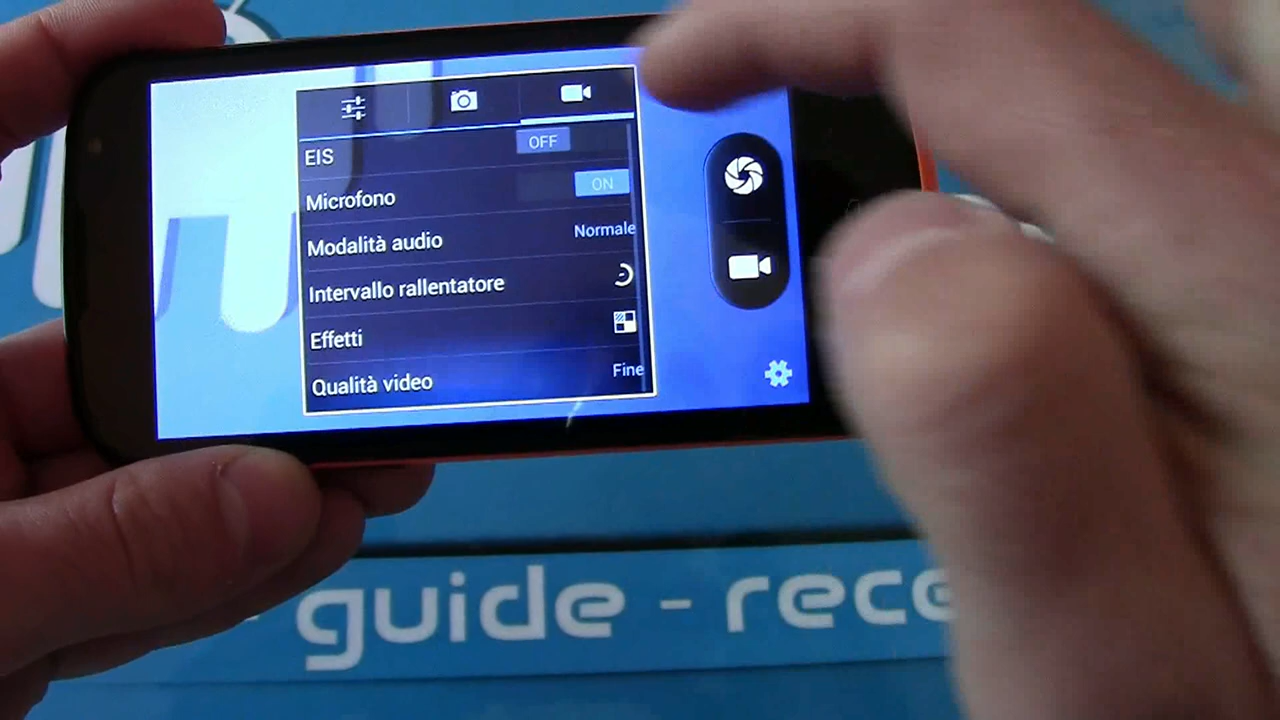 EIS OFF
Microfono ON
Modalità audio Normale
Intervallo rallentatore
Effetti
Qualità video Fine
- guide - rece